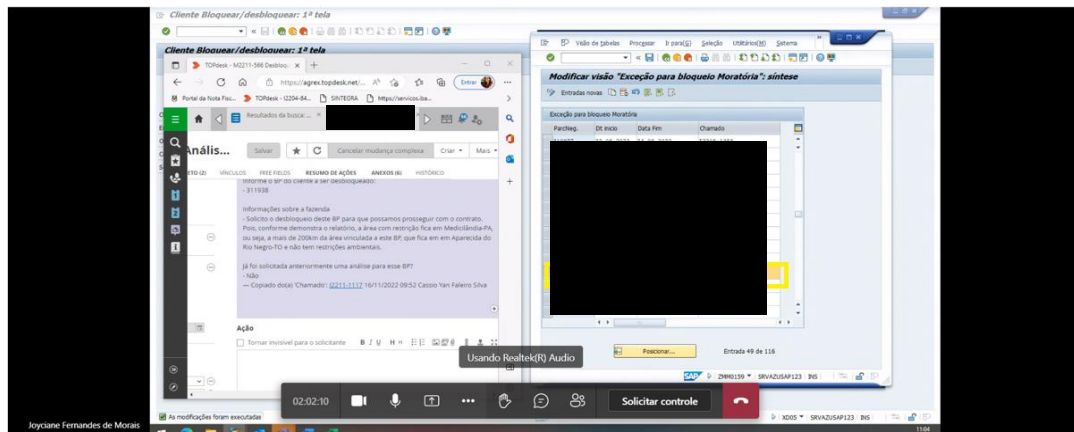 Cliente Bloquear/desbloquear: 1ª tela
Cliente Bloquear/desbloquear: 1ª tela
TOPdesk - M2211-566 Desbloq
https://agrex.topdesk.net/...
Entrar
Portal da Nota Fisc...
TOPdesk - I2204-84...
SINTEGRA
https://servicos.iba...
Resultados da busca: ...
Anális...
Salvar
Cancelar mudança complexa
Criar
Mais
VÍNCULOS
FREE FIELDS
RESUMO DE AÇÕES
ANEXOS (6)
HISTÓRICO
Informe o BP do cliente a ser desbloqueado:
- 311938
Informações sobre a fazenda
- Solicito o desbloqueio deste BP para que possamos prosseguir com o contrato.
Pois, conforme demonstra o relatório, a área com restrição fica em Medicilândia-PA,
ou seja, a mais de 200km da área vinculada a este BP, que fica em em Aparecida do
Rio Negro-TO e não tem restrições ambientais.
Já foi solicitada anteriormente uma análise para esse BP?
- Não
— Copiado do(a) 'Chamado': I2211-1117 16/11/2022 09:52 Cassio Yan Faleiro Silva
Ação
Tornar invisível para o solicitante
B I U H
Visão de tabelas Processar Ir para(G) Seleção Utilitários(M) Sistema
Modificar visão "Exceção para bloqueio Moratória": síntese
Entradas novas
Exceção para bloqueio Moratória
ParcNeg. Dt Inicio Data Fim Chamado
Posicionar...
Entrada 49 de 116
SAP
ZMM0159 SRVAZUSAP123 INS
Usando Realtek(R) Audio
02:02:10
Solicitar controle
As modificações foram executadas
XD05 SRVAZUSAP123 INS
Joyciane Fernandes de Morais
11:04